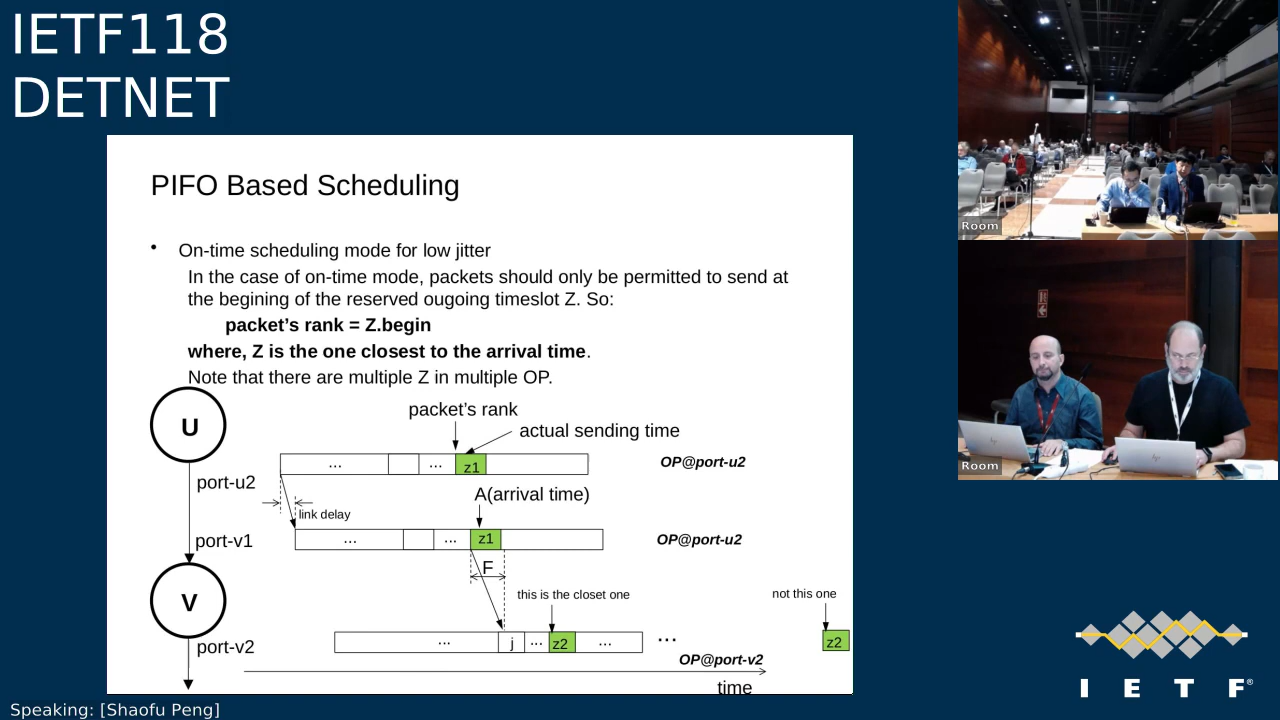 IETF118
DETNET
PIFO Based Scheduling
• On-time scheduling mode for low jitter
In the case of on-time mode, packets should only be permitted to send at
the begining of the reserved ougoing timeslot Z. So:
packet's rank = Z.begin
where, Z is the one closest to the arrival time.
Note that there are multiple Z in multiple OP.
U
packet's rank
actual sending time
... ... z1
OP@port-u2
port-u2
A(arrival time)
link delay
port-v1
... ... z1
OP@port-u2
F
V
this is the closet one
not this one
... j ... z2 ... ... z2
port-v2
OP@port-v2
time
Room
Room
I E T F®
Speaking: [Shaofu Peng]